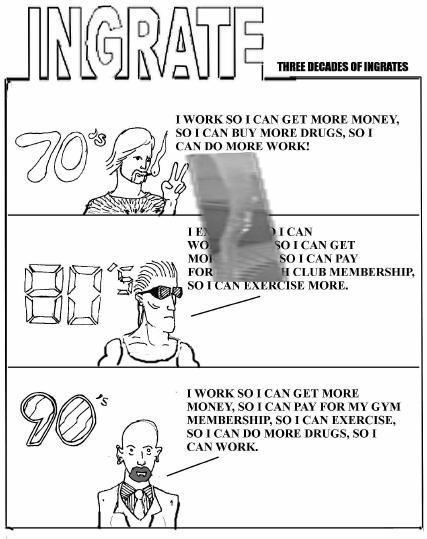 INGRATE
THREE DECADES OF INGRATES
70's
I WORK SO I CAN GET MORE MONEY,
SO I CAN BUY MORE DRUGS, SO I
CAN DO MORE WORK!
80's
I I CAN
SO I CAN GET
SO I CAN PAY
FOR CLUB MEMBERSHIP,
SO I CAN EXERCISE MORE.
90's
I WORK SO I CAN GET MORE
MONEY, SO I CAN PAY FOR MY GYM
MEMBERSHIP, SO I CAN EXERCISE,
SO I CAN DO MORE DRUGS, SO I
CAN WORK.